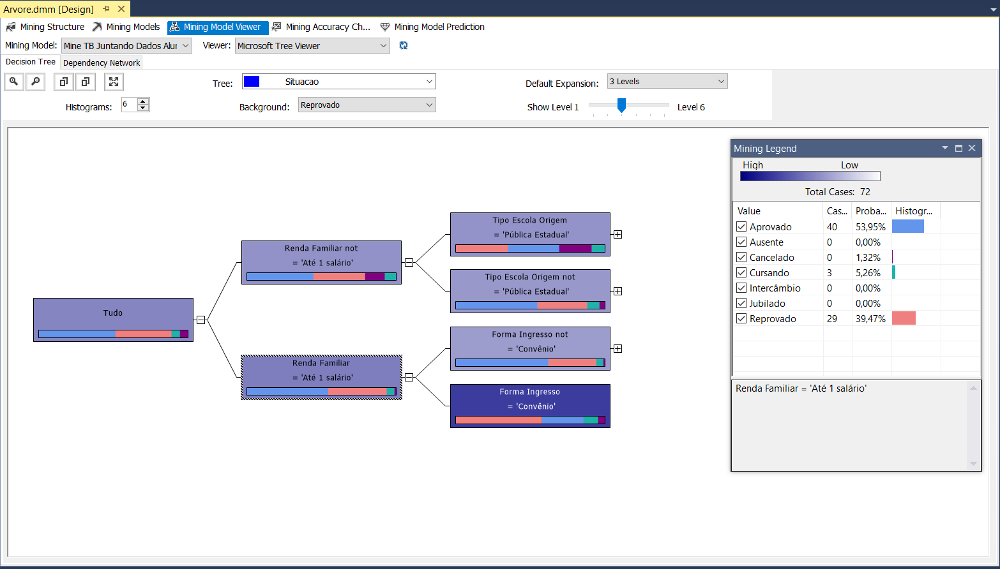 Arvore.dmm [Design]
Mining Structure
Mining Models
Mining Model Viewer
Mining Accuracy Ch...
Mining Model Prediction
Mining Model:
Mine TB Juntando Dados Alur
Viewer:
Microsoft Tree Viewer
Decision Tree
Dependency Network
Tree:
Situacao
Default Expansion:
3 Levels
Histograms:
6
Background:
Reprovado
Show Level 1
Level 6
Tudo
Renda Familiar not
= 'Até 1 salário'
Renda Familiar
= 'Até 1 salário'
Tipo Escola Origem
= 'Pública Estadual'
Tipo Escola Origem not
= 'Pública Estadual'
Forma Ingresso not
= 'Convênio'
Forma Ingresso
= 'Convênio'
Mining Legend
High
Low
Total Cases: 72
Value Cas... Proba... Histogr...
Aprovado 40 53,95%
Ausente 0 0,00%
Cancelado 0 1,32%
Cursando 3 5,26%
Intercâmbio 0 0,00%
Jubilado 0 0,00%
Reprovado 29 39,47%
Renda Familiar = 'Até 1 salário'